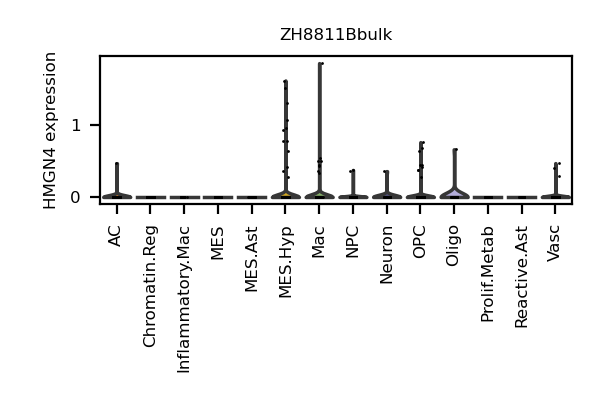 ZH8811Bbulk
HMGN4 expression
1
0
AC
Chromatin.Reg
Inflammatory.Mac
MES
MES.Ast
MES.Hyp
Mac
NPC
Neuron
OPC
Oligo
Prolif.Metab
Reactive.Ast
Vasc